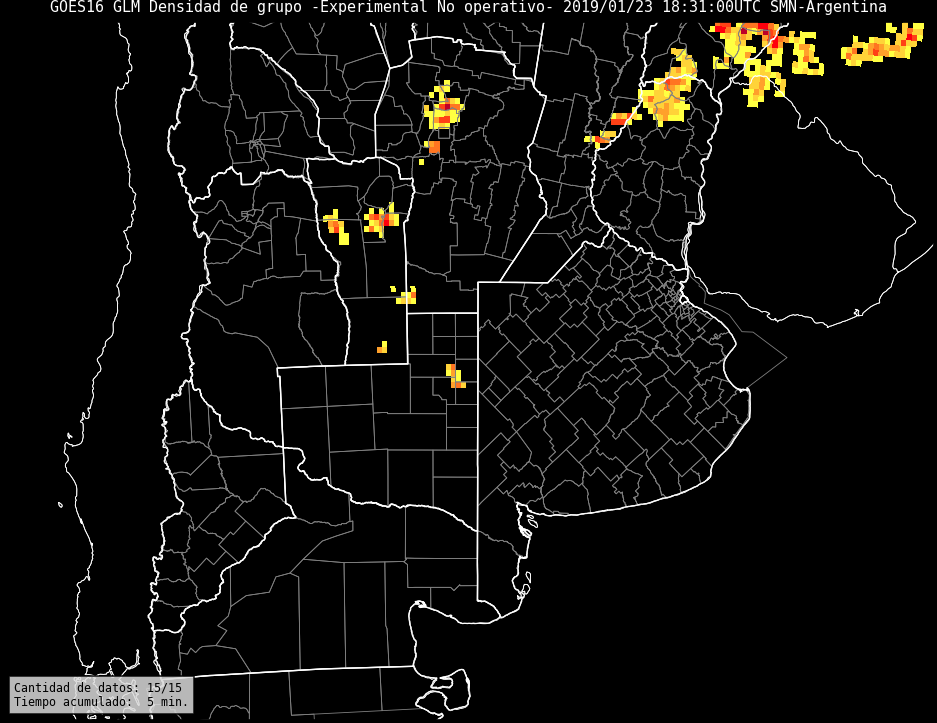 GOES16 GLM Densidad de grupo -Experimental No operativo- 2019/01/23 18:31:00UTC SMN-Argentina
Cantidad de datos: 15/15
Tiempo acumulado:  5 min.